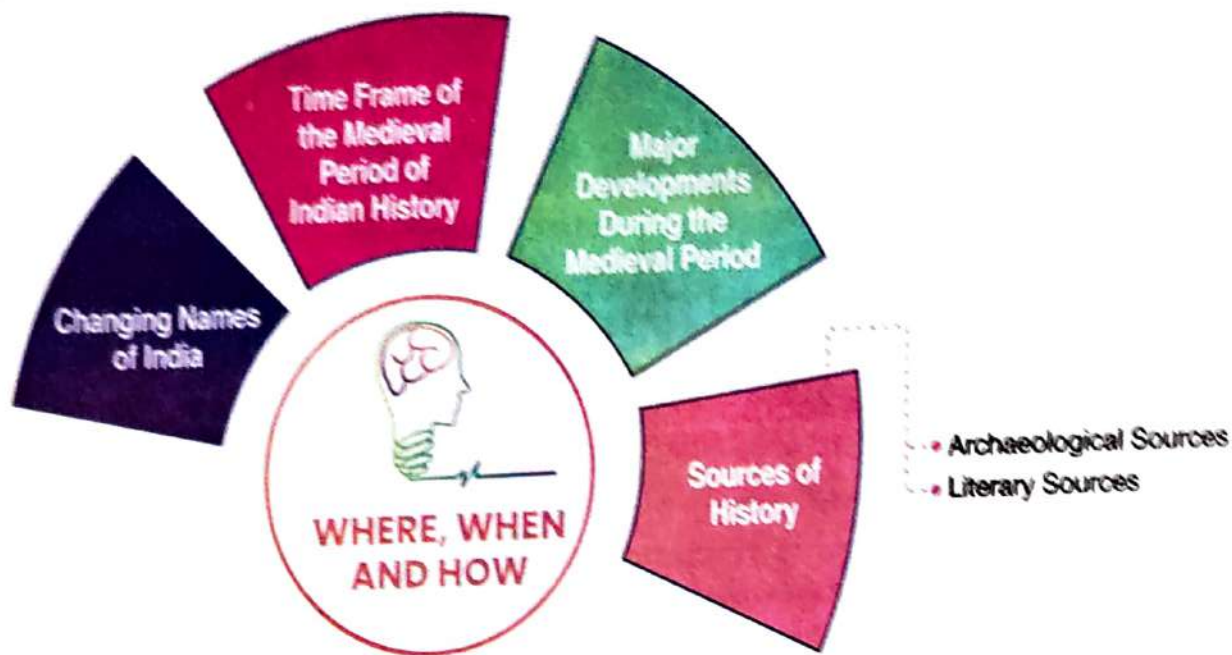 Changing Names
of India
Time Frame of
the Medieval
Period of
Indian History
Major
Developments
During the
Medieval Period
Sources of
History
• Archaeological Sources
• Literary Sources
WHERE, WHEN
AND HOW